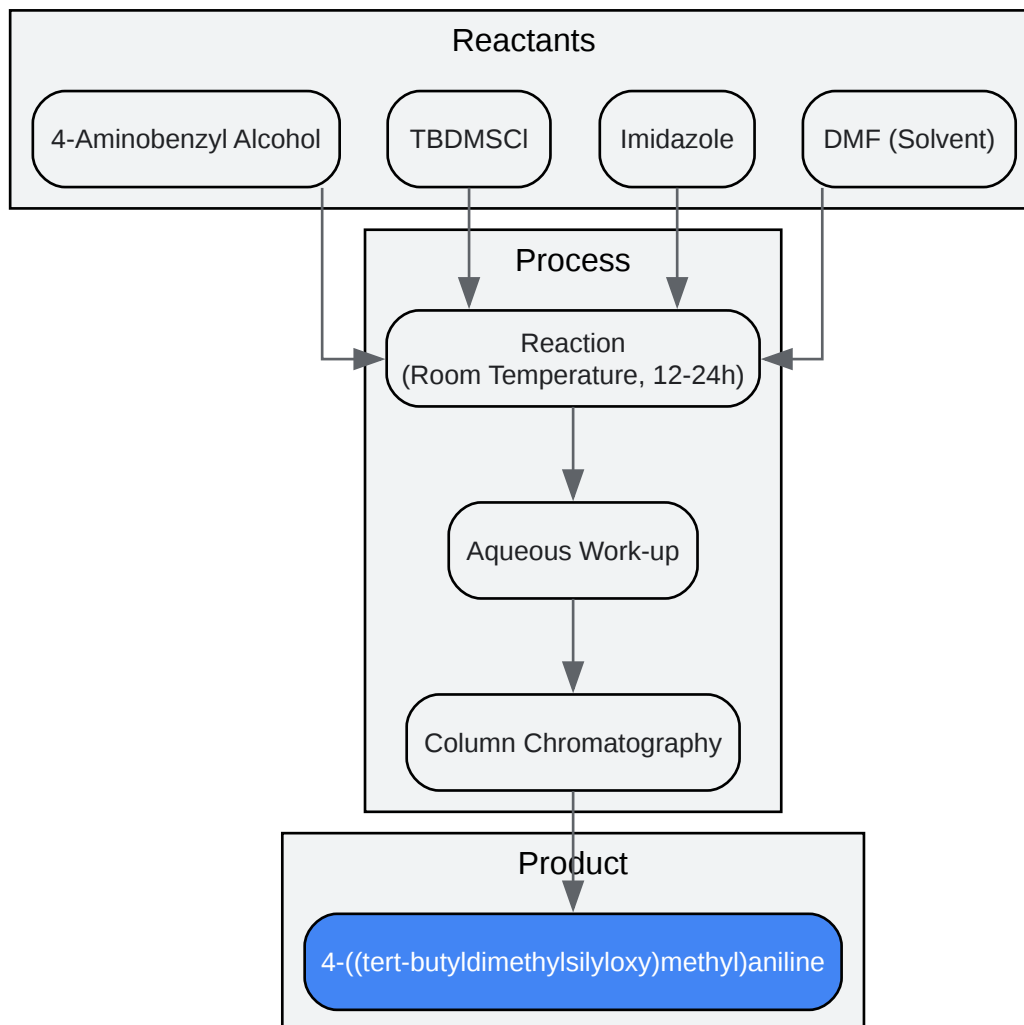 Reactants
4-Aminobenzyl Alcohol
TBDMSCl
Imidazole
DMF (Solvent)
Process
Reaction
(Room Temperature, 12-24h)
Aqueous Work-up
Column Chromatography
Product
4-((tert-butyldimethylsilyloxy)methyl)aniline